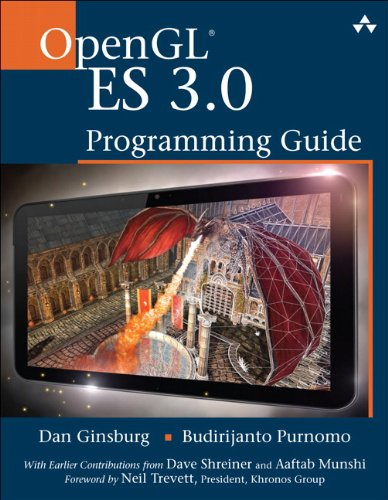 OpenGL®
ES 3.0
Programming Guide
Dan Ginsburg ■ Budirijanto Purnomo
With Earlier Contributions from Dave Shreiner and Aaftab Munshi
Foreword by Neil Trevett, President, Khronos Group